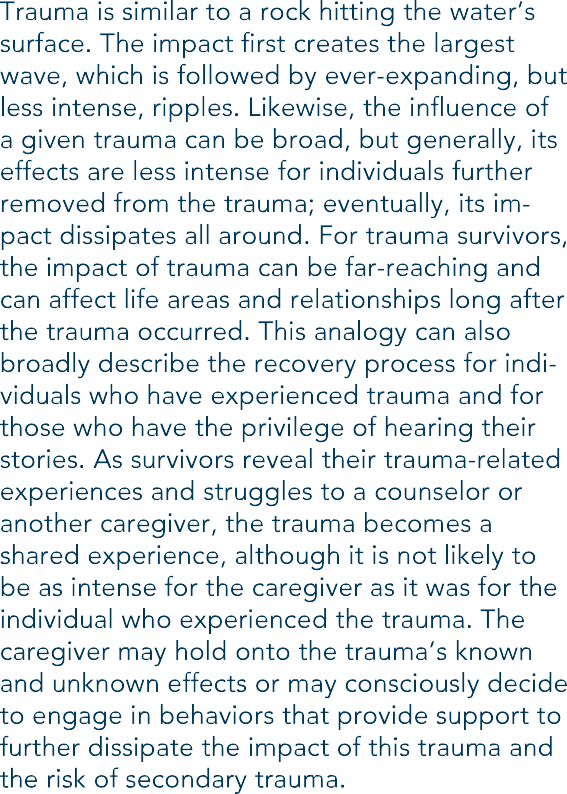 Trauma is similar to a rock hitting the water’s
surface. The impact first creates the largest
wave, which is followed by ever-expanding, but
less intense, ripples. Likewise, the influence of
a given trauma can be broad, but generally, its
effects are less intense for individuals further
removed from the trauma; eventually, its im-
pact dissipates all around. For trauma survivors,
the impact of trauma can be far-reaching and
can affect life areas and relationships long after
the trauma occurred. This analogy can also
broadly describe the recovery process for indi-
viduals who have experienced trauma and for
those who have the privilege of hearing their
stories. As survivors reveal their trauma-related
experiences and struggles to a counselor or
another caregiver, the trauma becomes a
shared experience, although it is not likely to
be as intense for the caregiver as it was for the
individual who experienced the trauma. The
caregiver may hold onto the trauma’s known
and unknown effects or may consciously decide
to engage in behaviors that provide support to
further dissipate the impact of this trauma and
the risk of secondary trauma.